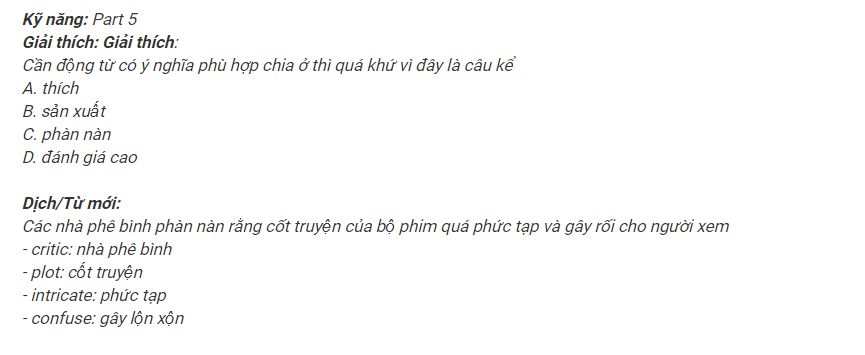 Kỹ năng: Part 5
Giải thích: Giải thích:
Cần động từ có ý nghĩa phù hợp chia ở thì quá khứ vì đây là câu kể
A. thích
B. sản xuất
C. phàn nàn
D. đánh giá cao
Dịch/Từ mới:
Các nhà phê bình phàn nàn rằng cốt truyện của bộ phim quá phức tạp và gây rối cho người xem
- critic: nhà phê bình
- plot: cốt truyện
- intricate: phức tạp
- confuse: gây lộn xộn